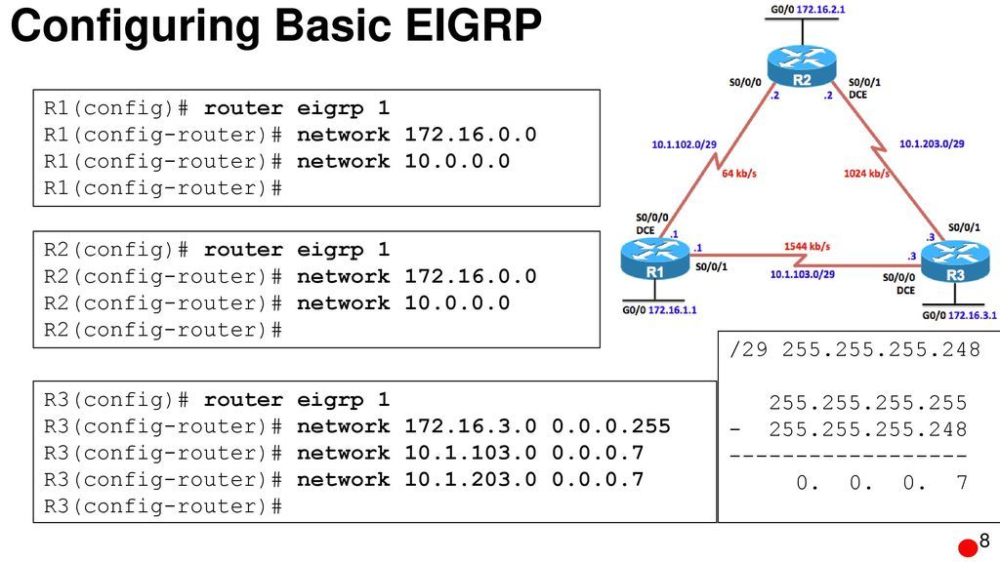 Configuring Basic EIGRP
R1(config)# router eigrp 1
R1(config-router)# network 172.16.0.0
R1(config-router)# network 10.0.0.0
R1(config-router)#
R2(config)# router eigrp 1
R2(config-router)# network 172.16.0.0
R2(config-router)# network 10.0.0.0
R2(config-router)#
R3(config)# router eigrp 1
R3(config-router)# network 172.16.3.0 0.0.0.255
R3(config-router)# network 10.1.103.0 0.0.0.7
R3(config-router)# network 10.1.203.0 0.0.0.7
R3(config-router)#
G0/0 172.16.2.1
S0/0/0
R2
S0/0/1
DCE
.2
.2
10.1.102.0/29
10.1.203.0/29
64 kb/s
1024 kb/s
S0/0/0
DCE
.1
.1
R1
S0/0/1
1544 kb/s
10.1.103.0/29
.3
S0/0/1
.3
S0/0/0
DCE
R3
G0/0 172.16.1.1
G0/0 172.16.3.1
/29 255.255.255.248
255.255.255.255
- 255.255.255.248
------------------
0. 0. 0. 7
8